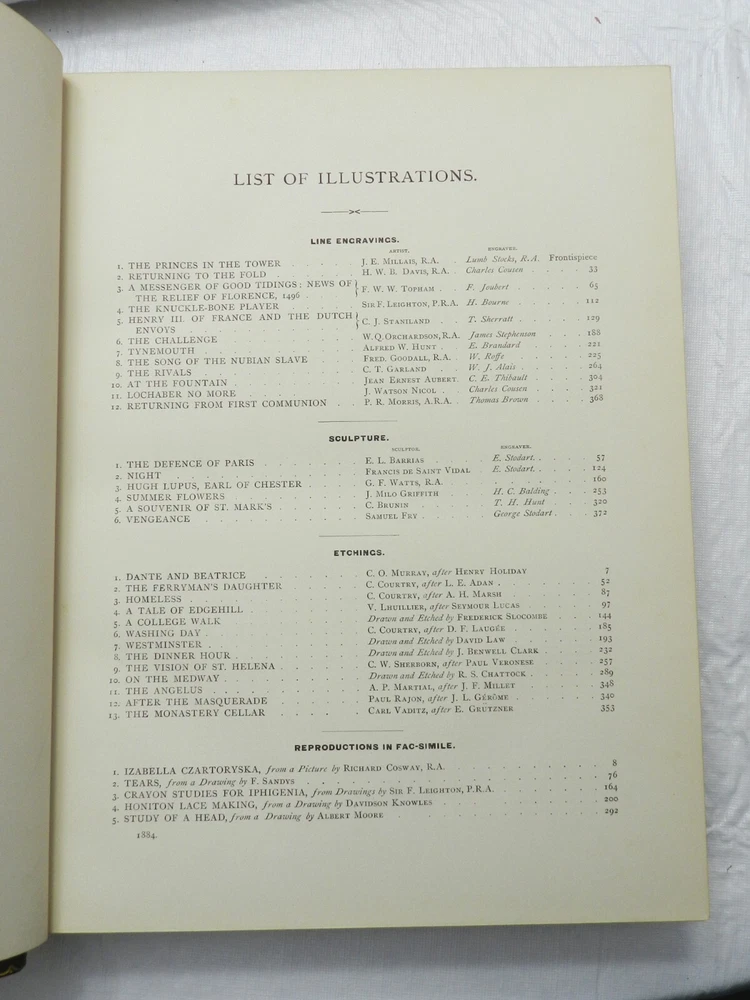 LIST OF ILLUSTRATIONS.
LINE ENGRAVINGS.
ARTIST. ENGRAVER.
1. THE PRINCES IN THE TOWER . . . . . J. E. MILLAIS, R.A. . Lumb Stocks, R.A. Frontispiece
2. RETURNING TO THE FOLD . . . . . . H. W. B. DAVIS, R.A. . Charles Cousen . . . . 33
3. A MESSENGER OF GOOD TIDINGS: NEWS OF
THE RELIEF OF FLORENCE, 1496 . . . . } F. W. W. TOPHAM . . F. Joubert . . . . 65
4. THE KNUCKLE-BONE PLAYER . . . . SIR F. LEIGHTON, P.R.A. H. Bourne . . . . 112
5. HENRY III. OF FRANCE AND THE DUTCH
ENVOYS . . . . . . . } C. J. STANILAND . . T. Sherratt . . . . 129
6. THE CHALLENGE . . . . . . W. Q. ORCHARDSON, R.A. James Stephenson . . . 188
7. TYNEMOUTH . . . . . . . ALFRED W. HUNT . . E. Brandard . . . . 221
8. THE SONG OF THE NUBIAN SLAVE . . . FRED. GOODALL, R.A. . W. Roffe . . . . 225
9. THE RIVALS . . . . . . . C. T. GARLAND . . W. J. Alais . . . . 264
10. AT THE FOUNTAIN . . . . . . JEAN ERNEST AUBERT. C. E. Thibault . . . . 304
11. LOCHABER NO MORE . . . . . . J. WATSON NICOL . . Charles Cousen . . . . 321
12. RETURNING FROM FIRST COMMUNION . . P. R. MORRIS, A.R.A. . Thomas Brown . . . . 368
SCULPTURE.
SCULPTOR. ENGRAVER.
1. THE DEFENCE OF PARIS . . . . . . . E. L. BARRIAS . . . E. Stodart. . . . . 57
2. NIGHT . . . . . . . . . FRANCIS DE SAINT VIDAL E. Stodart. . . . . 124
3. HUGH LUPUS, EARL OF CHESTER . . . . G. F. WATTS, R.A. . . . . . . . 160
4. SUMMER FLOWERS . . . . . . . J. MILO GRIFFITH . . H. C. Balding . . . 253
5. A SOUVENIR OF ST. MARK'S . . . . . . C. BRUNIN . . . . T. H. Hunt . . . . 320
6. VENGEANCE . . . . . . . . SAMUEL FRY . . . . George Stodart . . . 372
ETCHINGS.
1. DANTE AND BEATRICE . . . . . . C. O. MURRAY, after HENRY HOLIDAY 7
2. THE FERRYMAN'S DAUGHTER . . . . . C. COURTRY, after L. E. ADAN . . . . . . 52
3. HOMELESS . . . . . . . . C. COURTRY, after A. H. MARSH . . . . . 87
4. A TALE OF EDGEHILL . . . . . . V. LHUILLIER, after SEYMOUR LUCAS . . . . 97
5. A COLLEGE WALK . . . . . . Drawn and Etched by FREDERICK SLOCOMBE . . . 144
6. WASHING DAY . . . . . . . C. COURTRY, after D. F. LAUGÉE . . . . . 185
7. WESTMINSTER . . . . . . . Drawn and Etched by DAVID LAW . . . . . 193
8. THE DINNER HOUR . . . . . . Drawn and Etched by J. BENWELL CLARK . . . . 232
9. THE VISION OF ST. HELENA . . . . . C. W. SHERBORN, after PAUL VERONESE . . . . 257
10. ON THE MEDWAY . . . . . . . Drawn and Etched by R. S. CHATTOCK . . . . 289
11. THE ANGELUS . . . . . . . A. P. MARTIAL, after J. F. MILLET . . . . . 348
12. AFTER THE MASQUERADE . . . . . PAUL RAJON, after J. L. GÉRÔME . . . . . 340
13. THE MONASTERY CELLAR . . . . . CARL VADITZ, after E. GRÜTZNER 353
REPRODUCTIONS IN FAC-SIMILE.
1. IZABELLA CZARTORYSKA, from a Picture by RICHARD COSWAY, R.A. . . . . . . . 8
2. TEARS, from a Drawing by F. SANDYS . . . . . . . . . . 76
3. CRAYON STUDIES FOR IPHIGENIA, from Drawings by SIR F. LEIGHTON, P.R.A. . . . . . . 164
4. HONITON LACE MAKING, from a Drawing by DAVIDSON KNOWLES . . . . . . . . 200
5. STUDY OF A HEAD, from a Drawing by ALBERT MOORE . . . . . . . . . 292
1884.